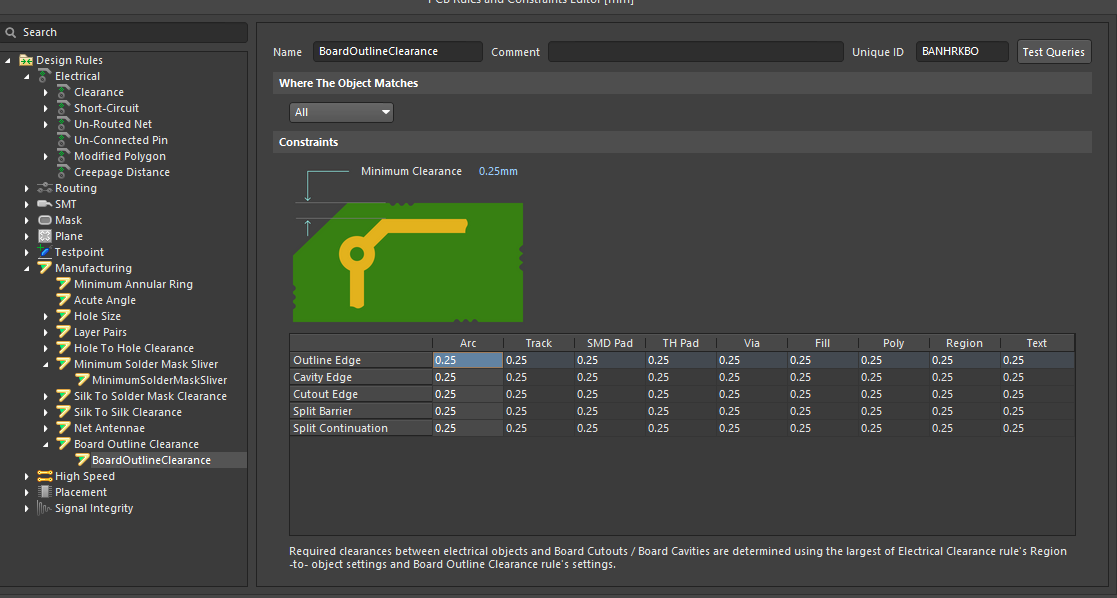 PCB Rules and Constraints Editor [mm]
Search
Design Rules
Electrical
Clearance
Short-Circuit
Un-Routed Net
Un-Connected Pin
Modified Polygon
Creepage Distance
Routing
SMT
Mask
Plane
Testpoint
Manufacturing
Minimum Annular Ring
Acute Angle
Hole Size
Layer Pairs
Hole To Hole Clearance
Minimum Solder Mask Sliver
MinimumSolderMaskSliver
Silk To Solder Mask Clearance
Silk To Silk Clearance
Net Antennae
Board Outline Clearance
BoardOutlineClearance
High Speed
Placement
Signal Integrity
Name BoardOutlineClearance Comment Unique ID BANHRKBO Test Queries
Where The Object Matches
All
Constraints
Minimum Clearance 0.25mm
Arc Track SMD Pad TH Pad Via Fill Poly Region Text
Outline Edge 0.25 0.25 0.25 0.25 0.25 0.25 0.25 0.25 0.25
Cavity Edge 0.25 0.25 0.25 0.25 0.25 0.25 0.25 0.25 0.25
Cutout Edge 0.25 0.25 0.25 0.25 0.25 0.25 0.25 0.25 0.25
Split Barrier 0.25 0.25 0.25 0.25 0.25 0.25 0.25 0.25 0.25
Split Continuation 0.25 0.25 0.25 0.25 0.25 0.25 0.25 0.25 0.25
Required clearances between electrical objects and Board Cutouts / Board Cavities are determined using the largest of Electrical Clearance rule's Region
-to- object settings and Board Outline Clearance rule's settings.